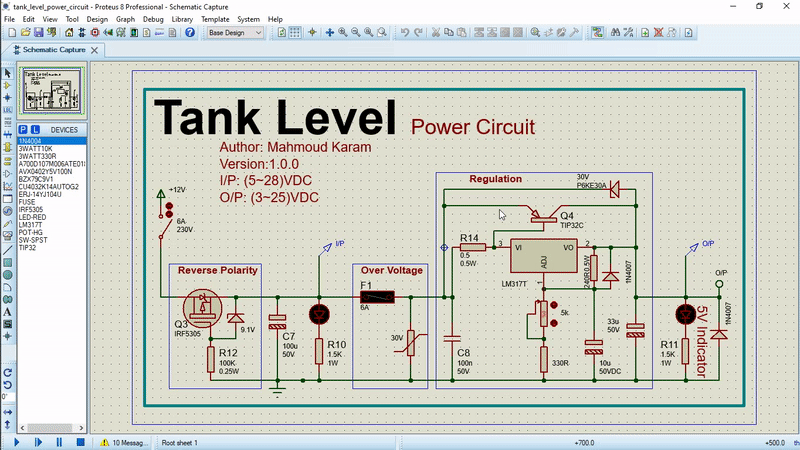 tank_level_power_circuit - Proteus 8 Professional - Schematic Capture
File Edit View Tool Design Graph Debug Library Template System Help
Base Design
Schematic Capture
P L DEVICES
1N4004
3WATT10K
3WATT330R
A700D107M006ATE01
AVX0402Y5V100N
BZX79C9V1
CU4032K14AUTOG2
ERJ-14YJ104U
FUSE
IRF5305
LED-RED
LM317T
POT-HG
SW-SPST
TIP32
Tank Level Power Circuit
Author: Mahmoud Karam
Version:1.0.0
I/P: (5~28)VDC
O/P: (3~25)VDC
+12V
6A
230V
I/P
Reverse Polarity
Q3
IRF5305
9.1V
R12
100K
0.25W
C7
100u
50V
R10
1.5K
1W
Over Voltage
F1
6A
30V
Regulation
30V
P6KE30A
Q4
TIP32C
R14
0.5
0.5W
3 VI VO 2
ADJ
1
LM317T
240R0.5W
1N4007
5k
330R
C8
100n
50V
10u
50VDC
33u
50V
O/P
O/P
R11
1.5K
1W
5V Indicator
1N4007
0°
10 Messag...
Root sheet 1
+700.0
+500.0
th